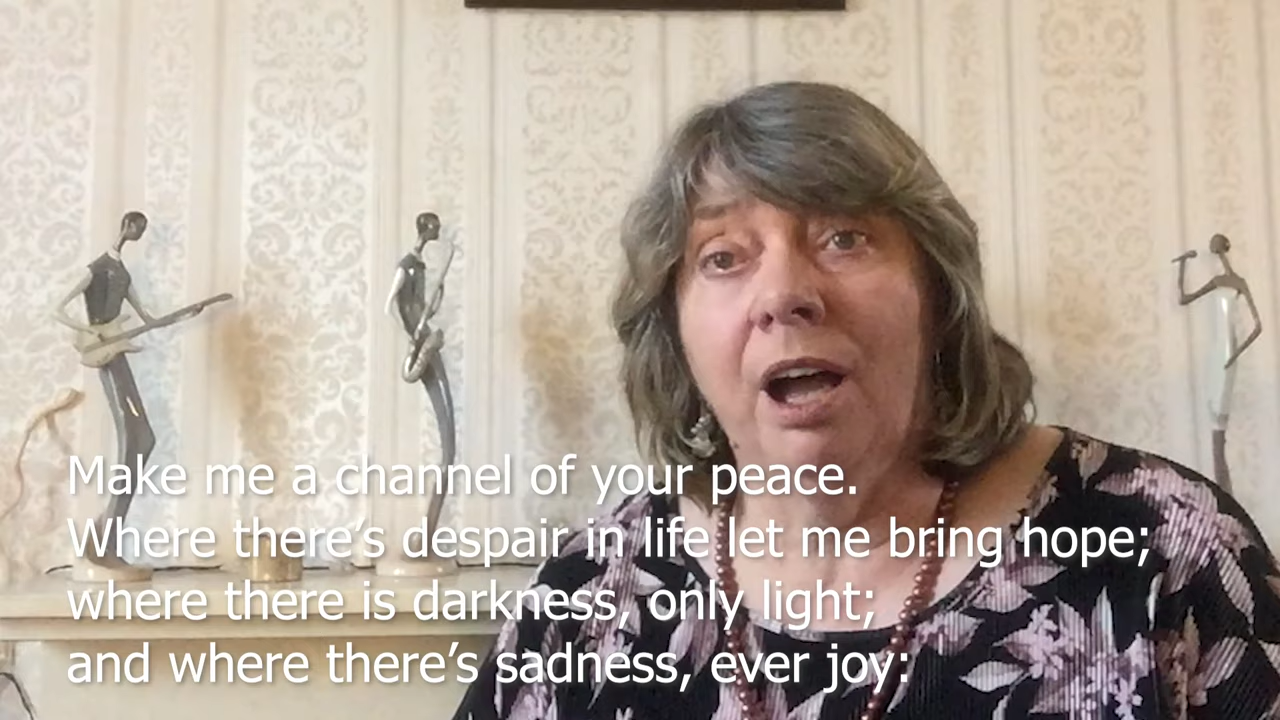 Make me a channel of your peace.
Where there’s despair in life let me bring hope;
where there is darkness, only light;
and where there’s sadness, ever joy: